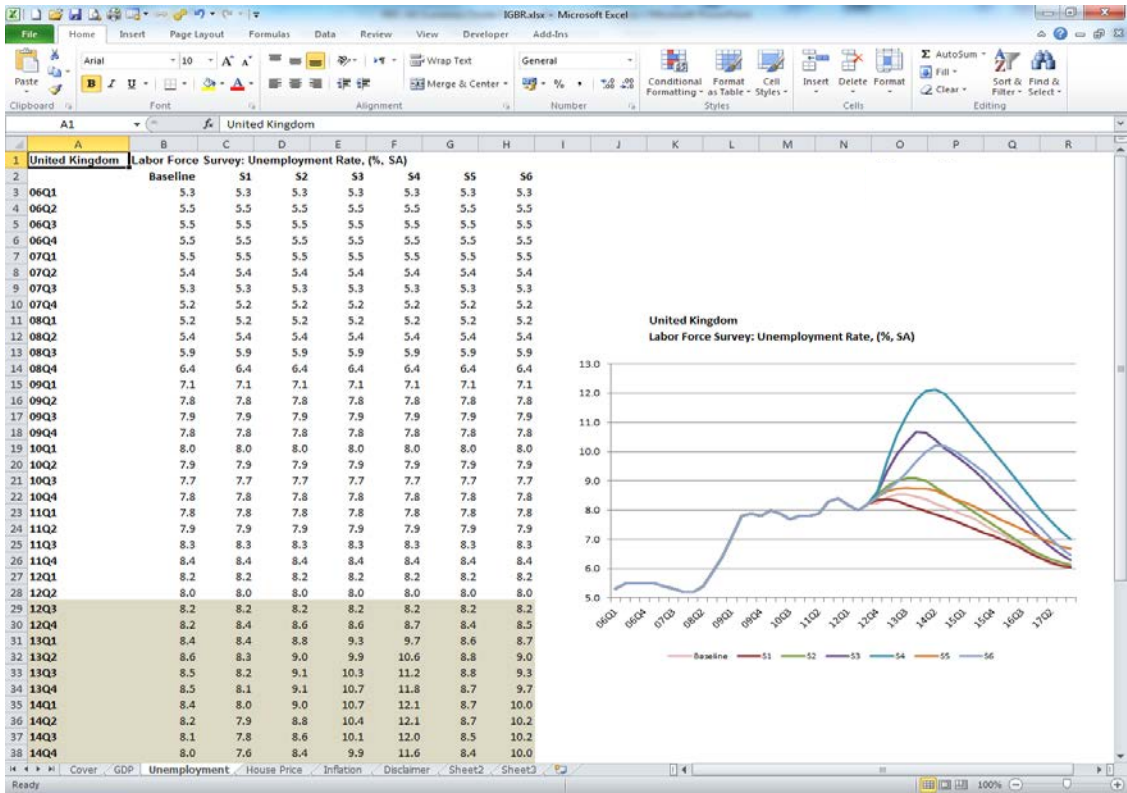 IGBR.xlsx - Microsoft Excel
File Home Insert Page Layout Formulas Data Review View Developer Add-Ins
Paste
Arial 10
B I U
Wrap Text
Merge & Center
General
Conditional Formatting
Format as Table
Cell Styles
Insert Delete Format
AutoSum
Fill
Clear
Sort & Filter
Find & Select
Clipboard Font Alignment Number Styles Cells Editing
A1 fx United Kingdom
A B C D E F G H I J K L M N O P Q R
1 United Kingdom Labor Force Survey: Unemployment Rate, (%, SA)
2 Baseline S1 S2 S3 S4 S5 S6
3 06Q1 5.3 5.3 5.3 5.3 5.3 5.3 5.3
4 06Q2 5.5 5.5 5.5 5.5 5.5 5.5 5.5
5 06Q3 5.5 5.5 5.5 5.5 5.5 5.5 5.5
6 06Q4 5.5 5.5 5.5 5.5 5.5 5.5 5.5
7 07Q1 5.5 5.5 5.5 5.5 5.5 5.5 5.5
8 07Q2 5.4 5.4 5.4 5.4 5.4 5.4 5.4
9 07Q3 5.3 5.3 5.3 5.3 5.3 5.3 5.3
10 07Q4 5.2 5.2 5.2 5.2 5.2 5.2 5.2
11 08Q1 5.2 5.2 5.2 5.2 5.2 5.2 5.2
12 08Q2 5.4 5.4 5.4 5.4 5.4 5.4 5.4
13 08Q3 5.9 5.9 5.9 5.9 5.9 5.9 5.9
14 08Q4 6.4 6.4 6.4 6.4 6.4 6.4 6.4
15 09Q1 7.1 7.1 7.1 7.1 7.1 7.1 7.1
16 09Q2 7.8 7.8 7.8 7.8 7.8 7.8 7.8
17 09Q3 7.9 7.9 7.9 7.9 7.9 7.9 7.9
18 09Q4 7.8 7.8 7.8 7.8 7.8 7.8 7.8
19 10Q1 8.0 8.0 8.0 8.0 8.0 8.0 8.0
20 10Q2 7.9 7.9 7.9 7.9 7.9 7.9 7.9
21 10Q3 7.7 7.7 7.7 7.7 7.7 7.7 7.7
22 10Q4 7.8 7.8 7.8 7.8 7.8 7.8 7.8
23 11Q1 7.8 7.8 7.8 7.8 7.8 7.8 7.8
24 11Q2 7.9 7.9 7.9 7.9 7.9 7.9 7.9
25 11Q3 8.3 8.3 8.3 8.3 8.3 8.3 8.3
26 11Q4 8.4 8.4 8.4 8.4 8.4 8.4 8.4
27 12Q1 8.2 8.2 8.2 8.2 8.2 8.2 8.2
28 12Q2 8.0 8.0 8.0 8.0 8.0 8.0 8.0
29 12Q3 8.2 8.2 8.2 8.2 8.2 8.2 8.2
30 12Q4 8.2 8.4 8.6 8.6 8.7 8.4 8.5
31 13Q1 8.4 8.4 8.8 9.3 9.7 8.6 8.7
32 13Q2 8.6 8.3 9.0 9.9 10.6 8.8 9.0
33 13Q3 8.5 8.2 9.1 10.3 11.2 8.8 9.3
34 13Q4 8.5 8.1 9.1 10.7 11.8 8.7 9.7
35 14Q1 8.4 8.0 9.0 10.7 12.1 8.7 10.0
36 14Q2 8.2 7.9 8.8 10.4 12.1 8.7 10.2
37 14Q3 8.1 7.8 8.6 10.1 12.0 8.5 10.2
38 14Q4 8.0 7.6 8.4 9.9 11.6 8.4 10.0
United Kingdom
Labor Force Survey: Unemployment Rate, (%, SA)
13.0
12.0
11.0
10.0
9.0
8.0
7.0
6.0
5.0
06Q1 06Q4 07Q3 08Q2 09Q1 09Q4 10Q3 11Q2 12Q1 12Q4 13Q3 14Q2 15Q1 15Q4 16Q3 17Q2
Baseline S1 S2 S3 S4 S5 S6
Cover GDP Unemployment House Price Inflation Disclaimer Sheet2 Sheet3
Ready 100%